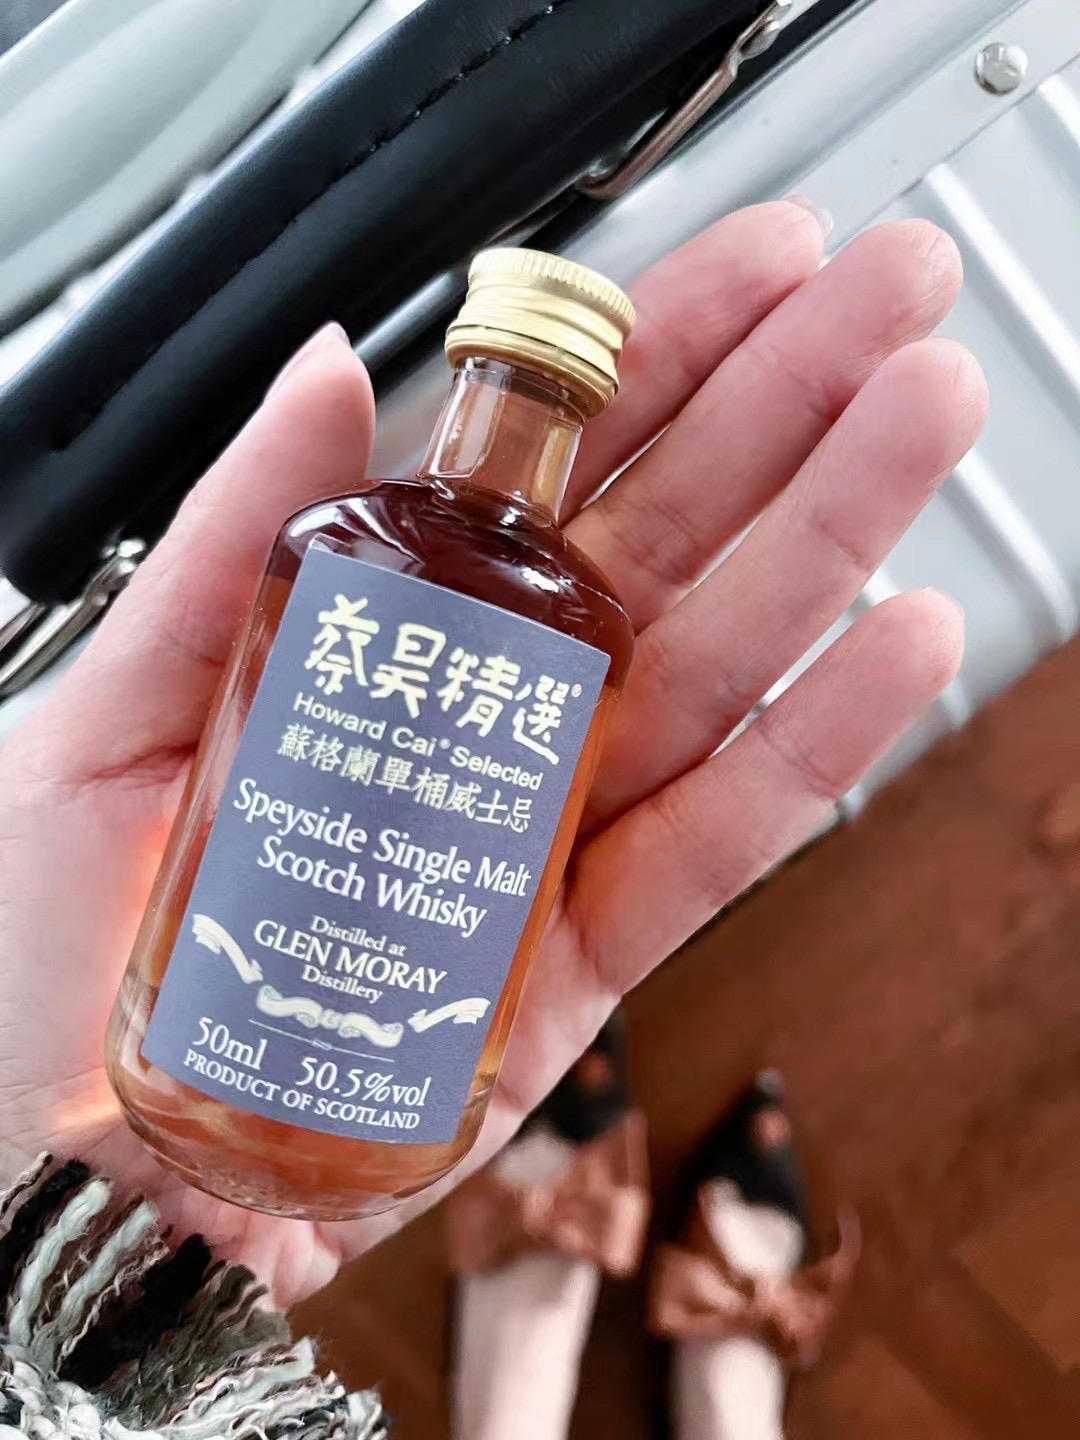 蔡昊精選®
Howard Cai® Selected
蘇格蘭單桶威士忌
Speyside Single Malt
Scotch Whisky
Distilled at
GLEN MORAY
Distillery
50ml 50.5%vol
PRODUCT OF SCOTLAND